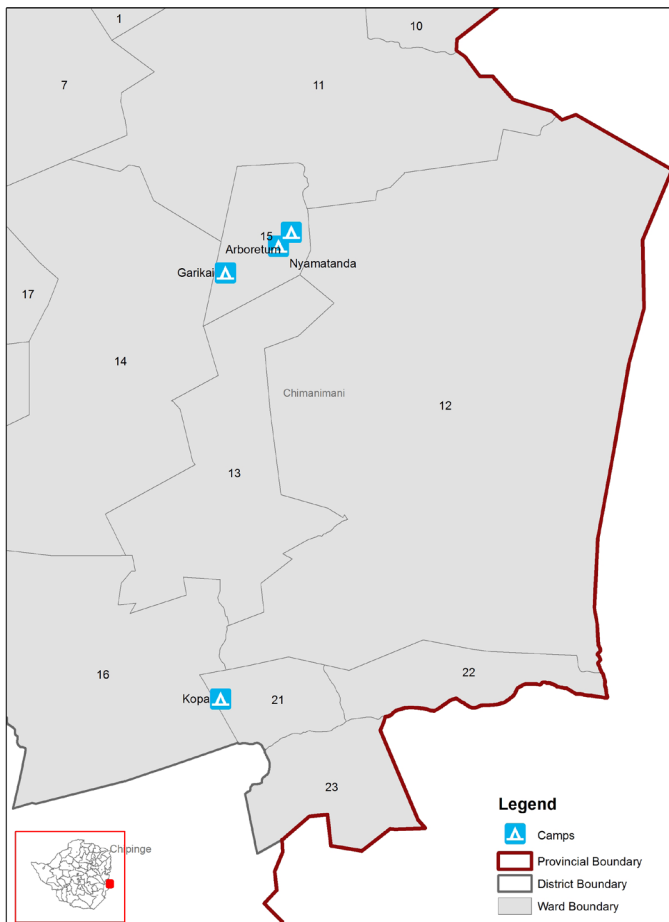 1
10
7
11
15
Arboretum
Nyamatanda
Garikai
17
14
Chimanimani
12
13
16
22
Kopa
21
23
Legend
Camps
Provincial Boundary
District Boundary
Ward Boundary
Chipinge